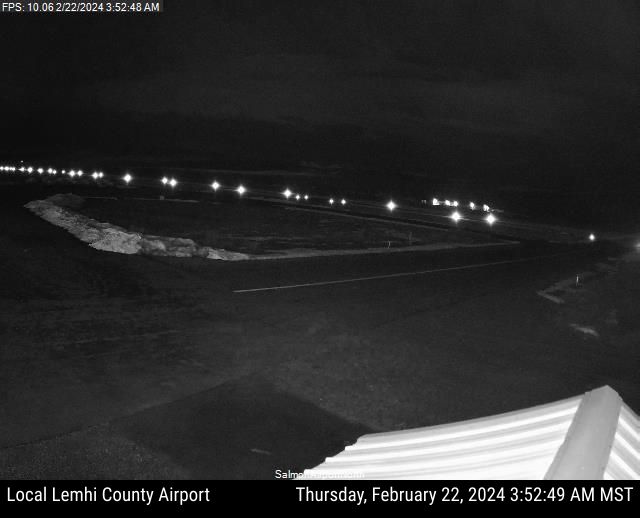 FPS: 10.06 2/22/2024 3:52:48 AM
Local Lemhi County Airport
Thursday, February 22, 2024 3:52:49 AM MST